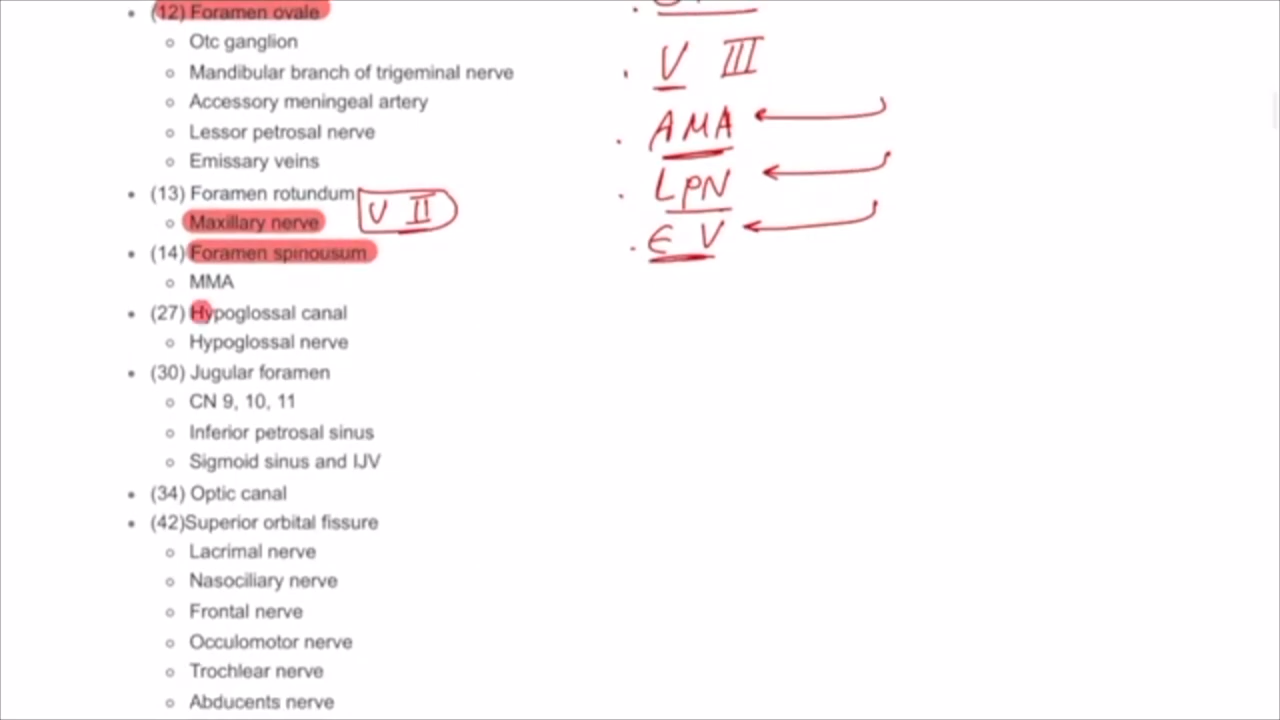 • (12) Foramen ovale
○ Otc ganglion
○ Mandibular branch of trigeminal nerve
○ Accessory meningeal artery
○ Lessor petrosal nerve
○ Emissary veins
• (13) Foramen rotundum
○ Maxillary nerve
V II
• (14) Foramen spinousum
○ MMA
• (27) Hypoglossal canal
○ Hypoglossal nerve
• (30) Jugular foramen
○ CN 9, 10, 11
○ Inferior petrosal sinus
○ Sigmoid sinus and IJV
• (34) Optic canal
• (42)Superior orbital fissure
○ Lacrimal nerve
○ Nasociliary nerve
○ Frontal nerve
○ Occulomotor nerve
○ Trochlear nerve
○ Abducents nerve
• V III
• AMA
• LPN
• E V